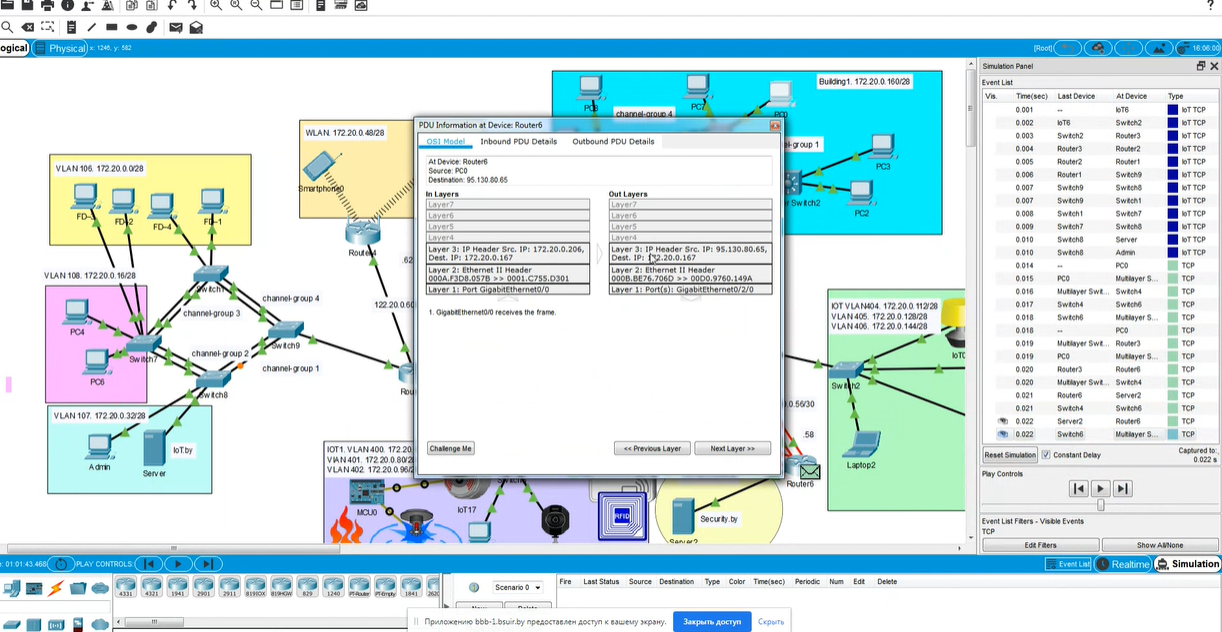 ogical
Physical
x: 1246, y: 562
[Root]
16:06:00
VLAN 106. 172.20.0.0/28
FD-2
FD-4
FD-1
Switch1
VLAN 108. 172.20.0.16/28
PC4
PC6
Switch7
channel-group 4
channel-group 3
Switch9
channel-group 2
channel-group 1
Switch8
VLAN 107. 172.20.0.32/28
Admin
Server
IoT.by
WLAN. 172.20.0.48/28
Smartphone0
Router4
122.20.0.60
Rou
IOT1. VLAN 400. 172.20
VLAN 401. 172.20.0.80/28
VLAN 402. 172.20.0.96/28
MCU0
IoT17
RFID
Building1. 172.20.0.160/28
PC8
PC7
PC0
channel-group 4
el-group 1
PC3
r Switch2
PC2
IOT VLAN404. 172.20.0.112/28
VLAN 405. 172.20.0.128/28
VLAN 406. 172.20.0.144/28
IoT0
Switch2
0.56/30
.58
Laptop2
Router6
Security.by
Server2
PDU Information at Device: Router6
OSI Model
Inbound PDU Details
Outbound PDU Details
At Device: Router6
Source: PC0
Destination: 95.130.80.65
In Layers
Layer7
Layer6
Layer5
Layer4
Layer 3: IP Header Src. IP: 172.20.0.206,
Dest. IP: 172.20.0.167
Layer 2: Ethernet II Header
000A.F3D8.057B >> 0001.C755.D301
Layer 1: Port GigabitEthernet0/0
Out Layers
Layer7
Layer6
Layer5
Layer4
Layer 3: IP Header Src. IP: 95.130.80.65,
Dest. IP: 172.20.0.167
Layer 2: Ethernet II Header
000B.BE76.706D >> 00D0.9760.149A
Layer 1: Port(s): GigabitEthernet0/2/0
1. GigabitEthernet0/0 receives the frame.
Challenge Me
<< Previous Layer
Next Layer >>
Simulation Panel
Event List
Vis. Time(sec) Last Device At Device Type
0.001 -- IoT6 IoT TCP
0.002 IoT6 Switch2 IoT TCP
0.003 Switch2 Router3 IoT TCP
0.004 Router3 Router2 IoT TCP
0.005 Router2 Router1 IoT TCP
0.006 Router1 Switch9 IoT TCP
0.007 Switch9 Switch8 IoT TCP
0.007 Switch9 Switch1 IoT TCP
0.008 Switch1 Switch7 IoT TCP
0.009 Switch7 Switch8 IoT TCP
0.010 Switch8 Server IoT TCP
0.010 Switch8 Admin IoT TCP
0.014 -- PC0 TCP
0.015 PC0 Multilayer S... TCP
0.016 Multilayer Swit... Switch4 TCP
0.017 Switch4 Switch6 TCP
0.018 Switch6 Multilayer S... TCP
0.018 -- PC0 TCP
0.019 Multilayer Swit... Router3 TCP
0.019 PC0 Multilayer S... TCP
0.020 Router3 Router6 TCP
0.020 Multilayer Swit... Switch4 TCP
0.021 Router6 Server2 TCP
0.021 Switch4 Switch6 TCP
0.022 Server2 Router6 TCP
0.022 Switch6 Multilayer S... TCP
Reset Simulation
Constant Delay
Captured to:
0.022 s
Play Controls
Event List Filters - Visible Events
TCP
Edit Filters
Show All/None
: 01:01:43.468
PLAY CONTROLS:
Event List
Realtime
Simulation
4331 4321 1941 2901 2911 819IOX 819HGW 829 1240 PT-Router PT-Empty 1841
Scenario 0
Fire Last Status Source Destination Type Color Time(sec) Periodic Num Edit Delete
New
Delete
Приложению bbb-1.bsuir.by предоставлен доступ к вашему экрану.
Закрыть доступ
Скрыть